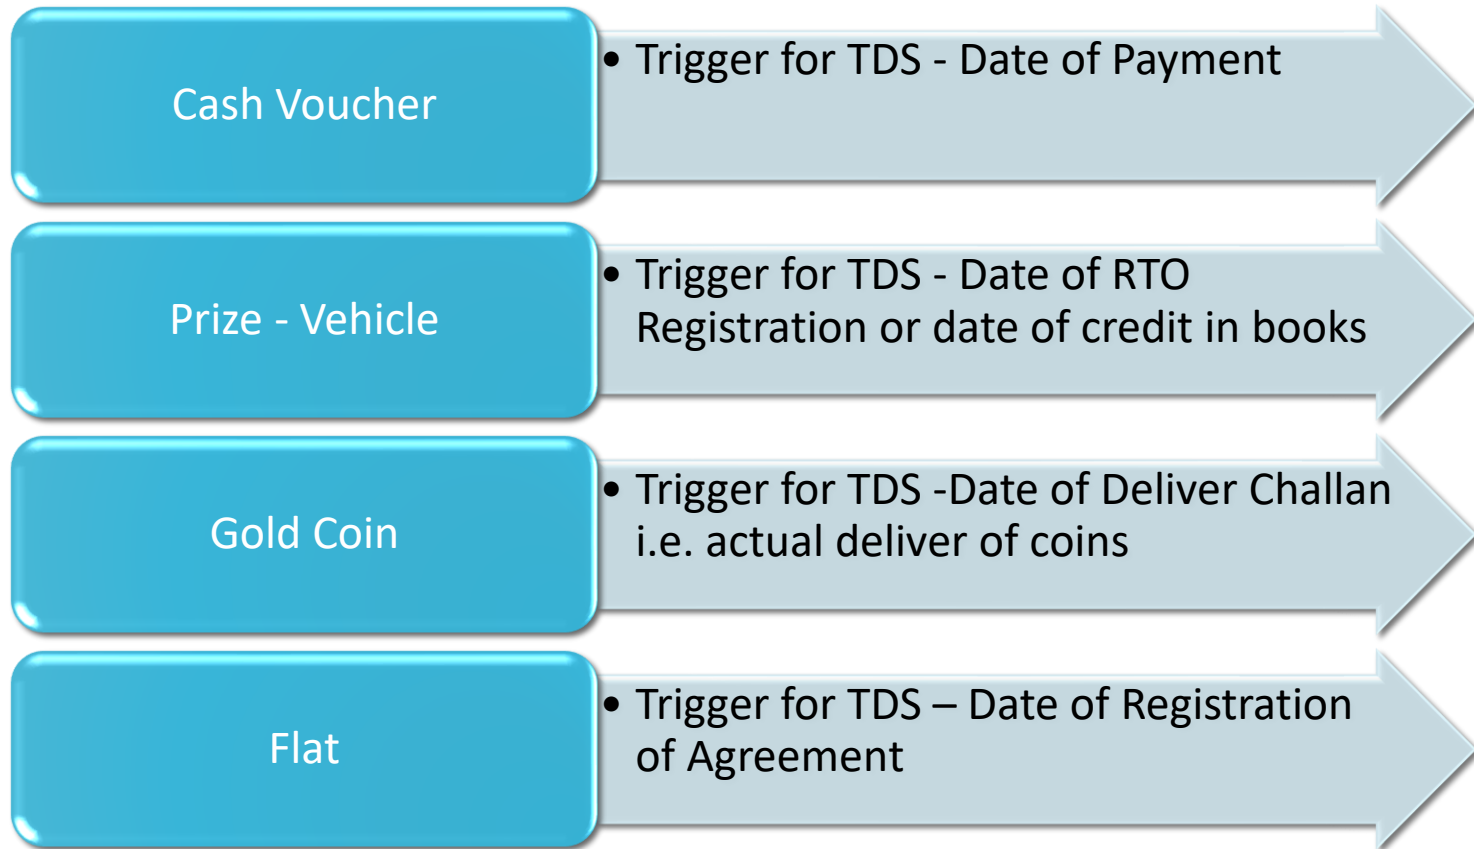 Cash Voucher
• Trigger for TDS - Date of Payment
Prize - Vehicle
• Trigger for TDS - Date of RTO
Registration or date of credit in books
Gold Coin
• Trigger for TDS -Date of Deliver Challan
i.e. actual deliver of coins
Flat
• Trigger for TDS – Date of Registration
of Agreement